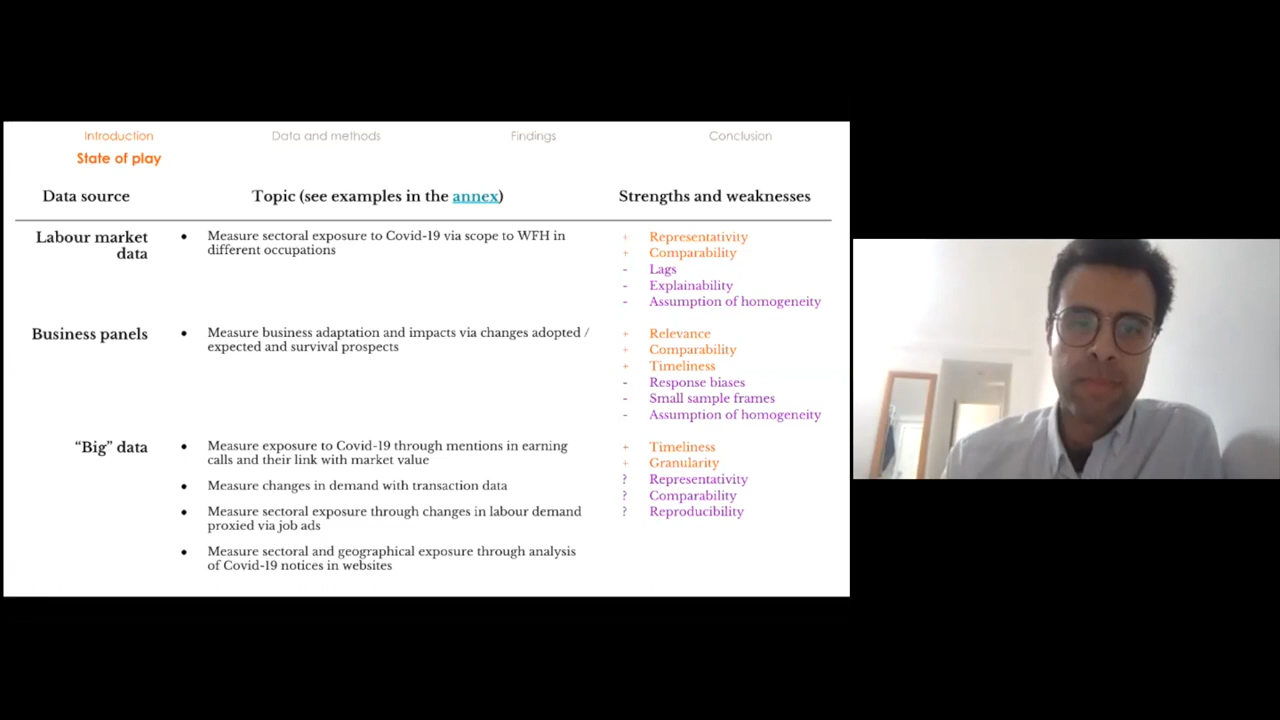 Introduction Data and methods Findings Conclusion
State of play
Data source Topic (see examples in the annex) Strengths and weaknesses
Labour market
data
● Measure sectoral exposure to Covid-19 via scope to WFH in
different occupations
+ Representativity
+ Comparability
- Lags
- Explainability
- Assumption of homogeneity
Business panels
● Measure business adaptation and impacts via changes adopted /
expected and survival prospects
+ Relevance
+ Comparability
+ Timeliness
- Response biases
- Small sample frames
- Assumption of homogeneity
“Big” data
● Measure exposure to Covid-19 through mentions in earning
calls and their link with market value
● Measure changes in demand with transaction data
● Measure sectoral exposure through changes in labour demand
proxied via job ads
● Measure sectoral and geographical exposure through analysis
of Covid-19 notices in websites
+ Timeliness
+ Granularity
? Representativity
? Comparability
? Reproducibility